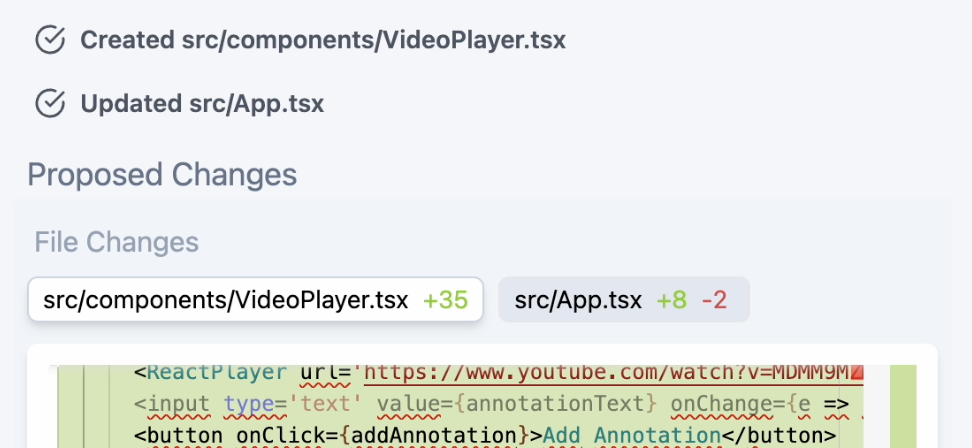 Created src/components/VideoPlayer.tsx
Updated src/App.tsx
Proposed Changes
File Changes
src/components/VideoPlayer.tsx +35 src/App.tsx +8 -2
<ReactPlayer url='https://www.youtube.com/watch?v=MDMM9M
<input type='text' value={annotationText} onChange={e =>
<button onClick={addAnnotation}>Add Annotation</button>